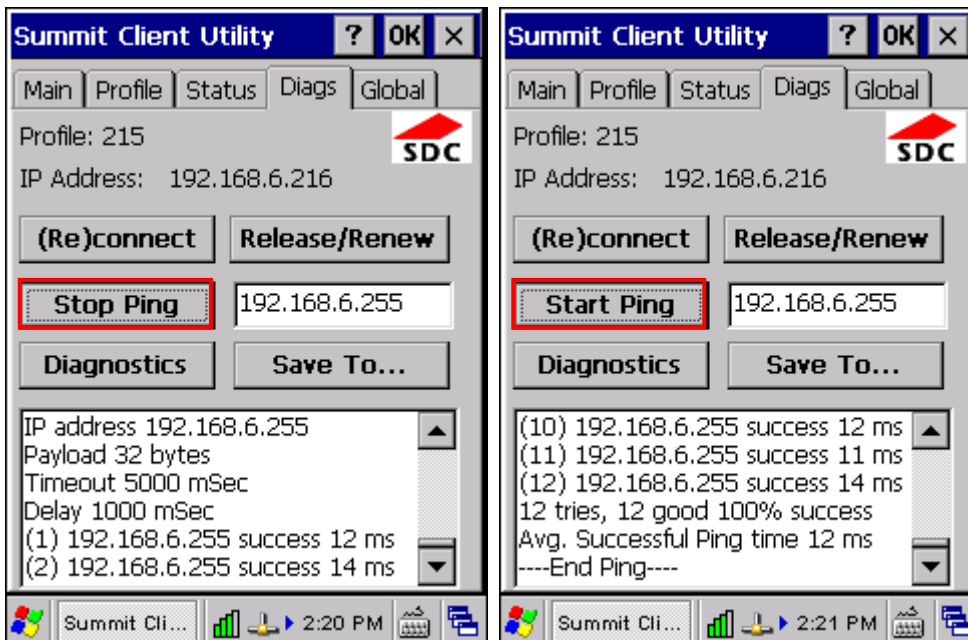 Summit Client Utility ? OK ×
Main Profile Status Diags Global
Profile: 215
SDC
IP Address: 192.168.6.216
(Re)connect Release/Renew
Stop Ping 192.168.6.255
Diagnostics Save To...
IP address 192.168.6.255
Payload 32 bytes
Timeout 5000 mSec
Delay 1000 mSec
(1) 192.168.6.255 success 12 ms
(2) 192.168.6.255 success 14 ms
Summit Cli... 2:20 PM
Summit Client Utility ? OK ×
Main Profile Status Diags Global
Profile: 215
SDC
IP Address: 192.168.6.216
(Re)connect Release/Renew
Start Ping 192.168.6.255
Diagnostics Save To...
(10) 192.168.6.255 success 12 ms
(11) 192.168.6.255 success 11 ms
(12) 192.168.6.255 success 14 ms
12 tries, 12 good 100% success
Avg. Successful Ping time 12 ms
----End Ping----
Summit Cli... 2:21 PM